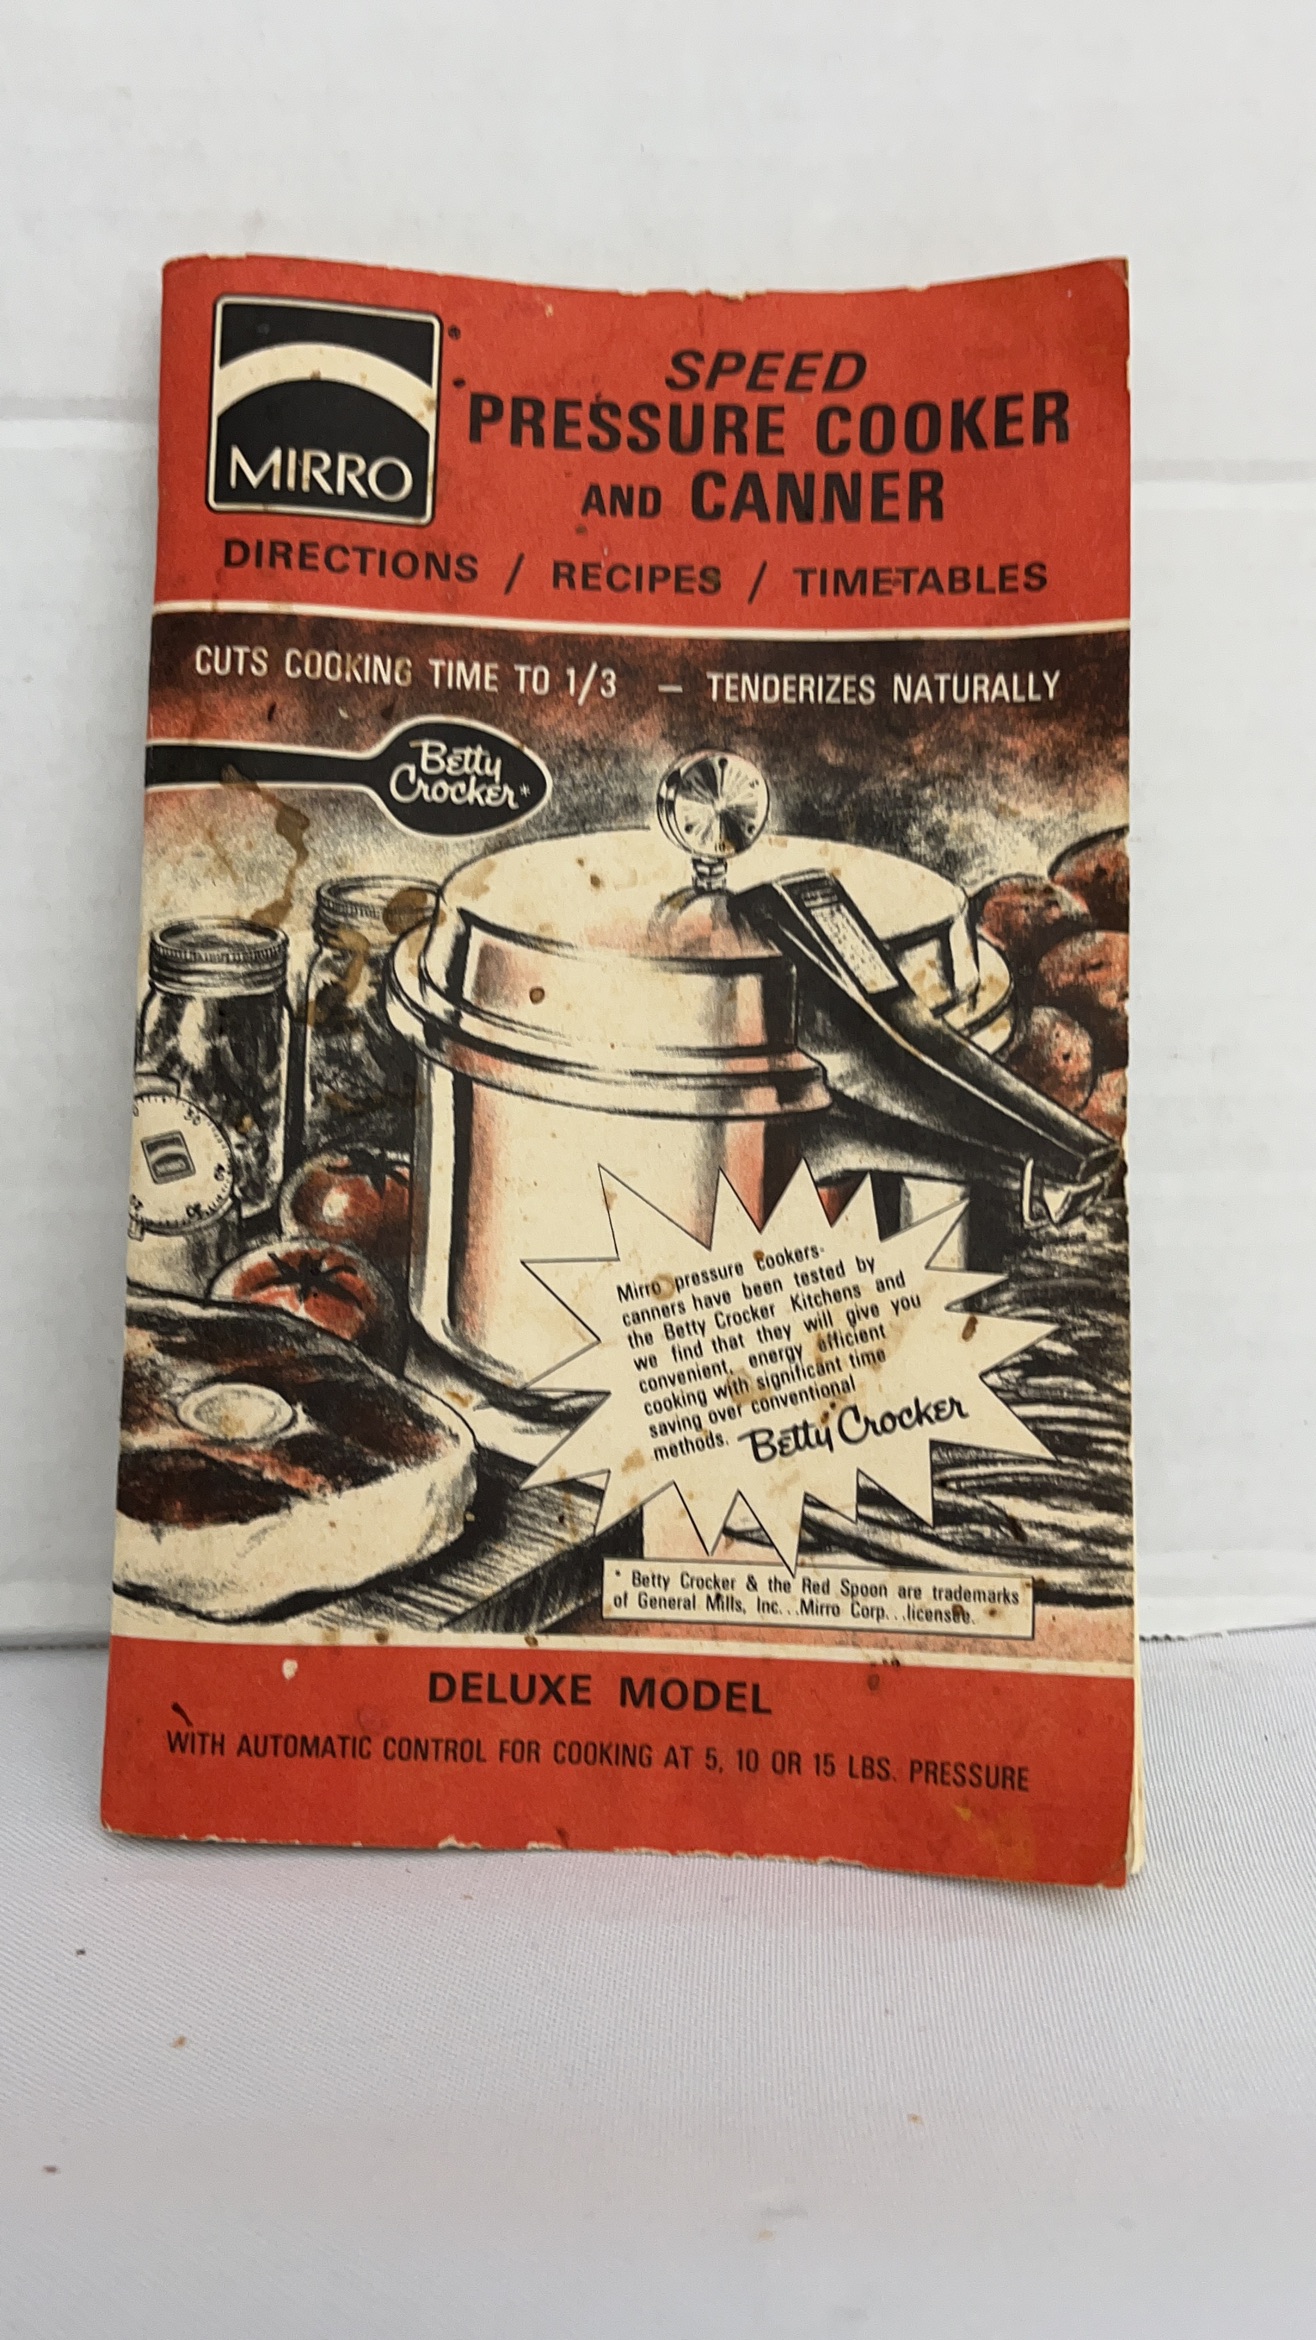 MIRRO
SPEED
PRESSURE COOKER
AND CANNER
DIRECTIONS / RECIPES / TIMETABLES
CUTS COOKING TIME TO 1/3 — TENDERIZES NATURALLY
Betty
Crocker*
Mirro pressure cookers-
canners have been tested by
the Betty Crocker Kitchens and
we find that they will give you
convenient, energy efficient
cooking with significant time
saving over conventional
methods. Betty Crocker
* Betty Crocker & the Red Spoon are trademarks
of General Mills, Inc...Mirro Corp...licensee.
DELUXE MODEL
WITH AUTOMATIC CONTROL FOR COOKING AT 5, 10 OR 15 LBS. PRESSURE